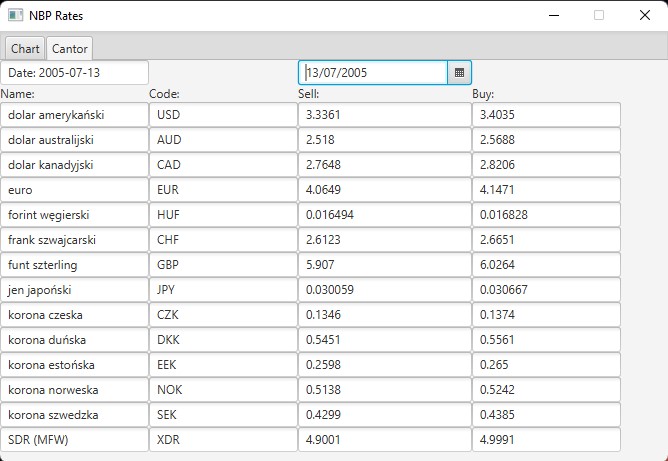 NBP Rates
Chart Cantor
Date: 2005-07-13 13/07/2005
Name: Code: Sell: Buy:
dolar amerykański USD 3.3361 3.4035
dolar australijski AUD 2.518 2.5688
dolar kanadyjski CAD 2.7648 2.8206
euro EUR 4.0649 4.1471
forint węgierski HUF 0.016494 0.016828
frank szwajcarski CHF 2.6123 2.6651
funt szterling GBP 5.907 6.0264
jen japoński JPY 0.030059 0.030667
korona czeska CZK 0.1346 0.1374
korona duńska DKK 0.5451 0.5561
korona estońska EEK 0.2598 0.265
korona norweska NOK 0.5138 0.5242
korona szwedzka SEK 0.4299 0.4385
SDR (MFW) XDR 4.9001 4.9991